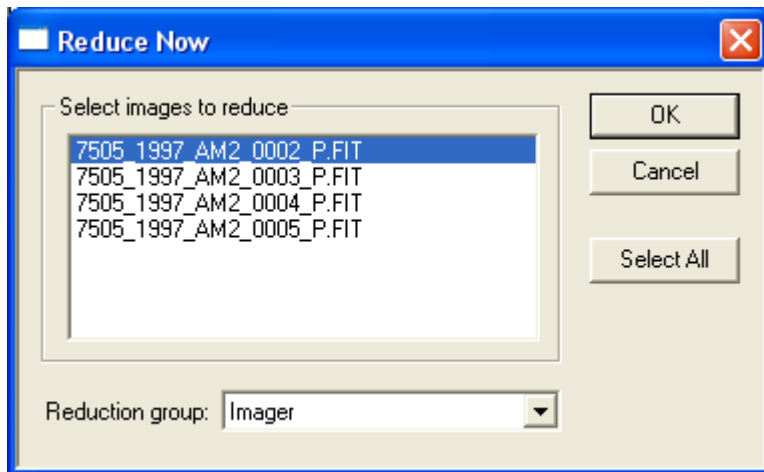 Reduce Now
Select images to reduce
7505_1997_AM2_0002_P.FIT
7505_1997_AM2_0003_P.FIT
7505_1997_AM2_0004_P.FIT
7505_1997_AM2_0005_P.FIT
OK
Cancel
Select All
Reduction group: Imager